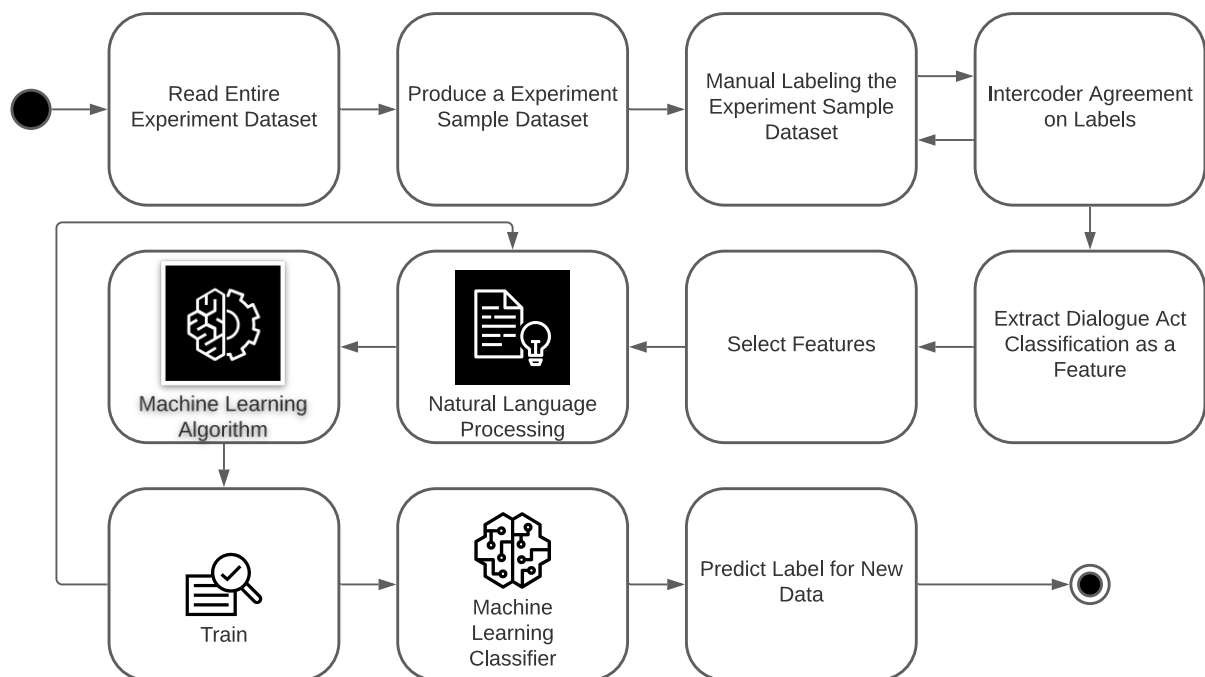 Read Entire
Experiment Dataset
Produce a Experiment
Sample Dataset
Manual Labeling the
Experiment Sample
Dataset
Intercoder Agreement
on Labels
Machine Learning
Algorithm
Natural Language
Processing
Select Features
Extract Dialogue Act
Classification as a
Feature
Train
Machine
Learning
Classifier
Predict Label for New
Data